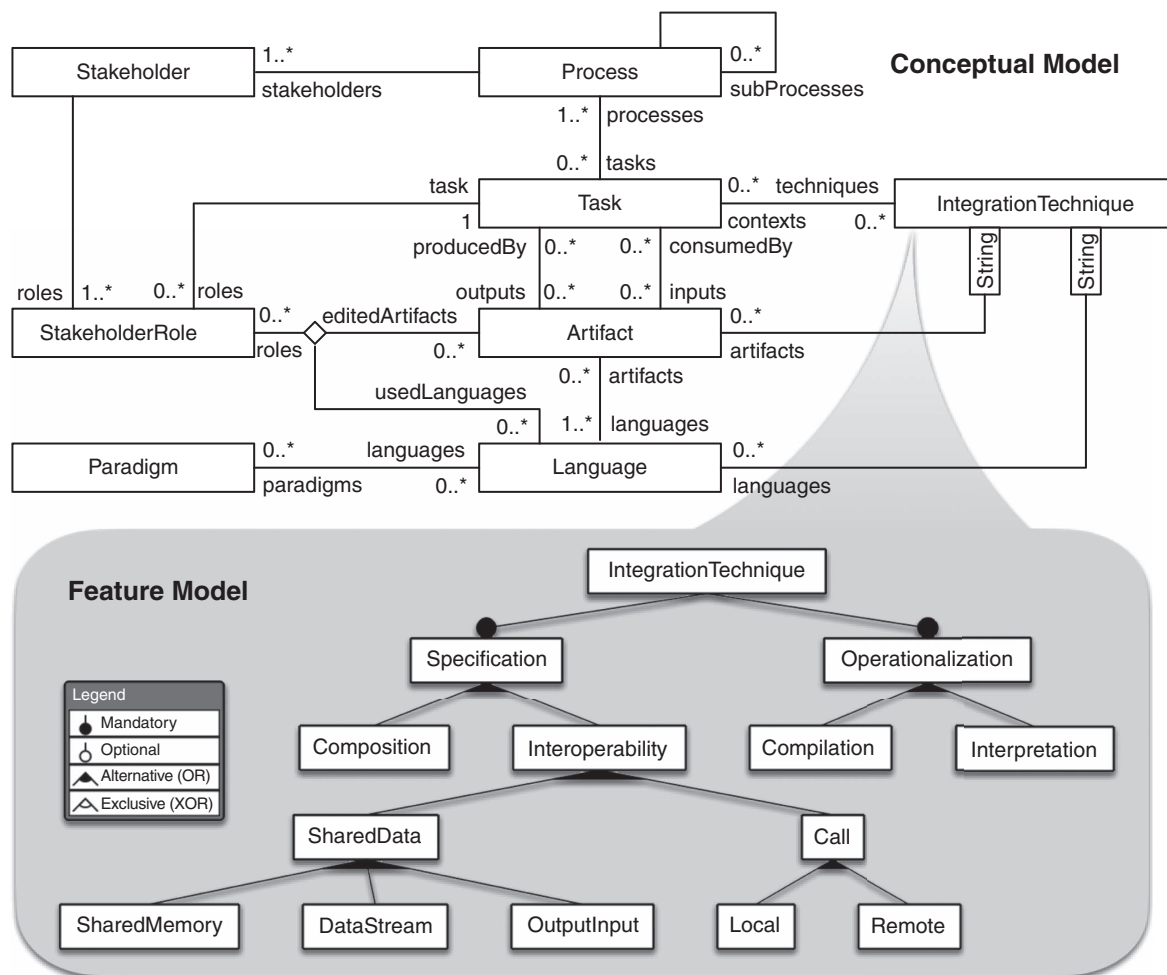 Stakeholder
1..*
stakeholders
Process
0..*
subProcesses
Conceptual Model
1..* processes
0..* tasks
task
1
Task
0..* techniques
contexts 0..*
IntegrationTechnique
String
String
producedBy 0..*
0..* consumedBy
outputs 0..*
0..* inputs
roles 1..*
0..* roles
StakeholderRole
0..*
roles
editedArtifacts
0..*
Artifact
0..*
artifacts
0..* artifacts
usedLanguages
0..*
1..* languages
Paradigm
0..*
paradigms
languages
0..*
Language
0..*
languages
Feature Model
IntegrationTechnique
Specification
Operationalization
Legend
Mandatory
Optional
Alternative (OR)
Exclusive (XOR)
Composition
Interoperability
Compilation
Interpretation
SharedData
Call
SharedMemory
DataStream
OutputInput
Local
Remote